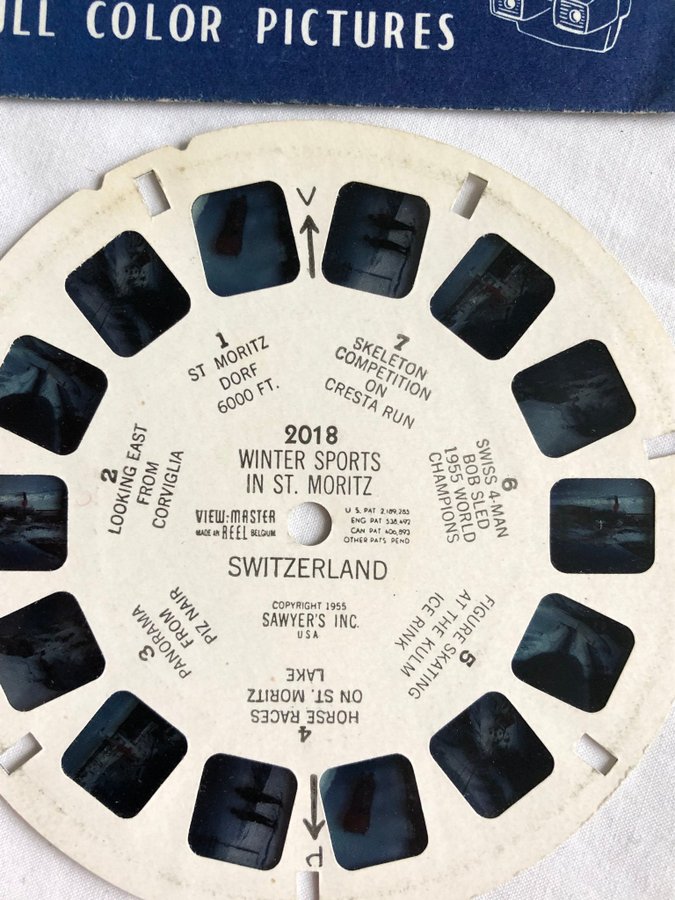 ULL COLOR PICTURES
V
1
ST MORITZ
DORF
6000 FT.
7
SKELETON
COMPETITION
ON
CRESTA RUN
2
LOOKING EAST
FROM
CORVIGLIA
2018
WINTER SPORTS
IN ST. MORITZ
VIEW-MASTER
MADE IN REEL BELGIUM
U S. PAT 2,189,285
ENG PAT 538,492
CAN PAT 406,893
OTHER PATS PEND
SWITZERLAND
COPYRIGHT 1955
SAWYER'S INC.
USA
6
SWISS 4-MAN
BOB SLED
1955 WORLD
CHAMPIONS
3
PANORAMA
FROM
PIZ NAIR
5
FIGURE SKATING
AT THE KULM
ICE RINK
4
HORSE RACES
ON ST. MORITZ
LAKE